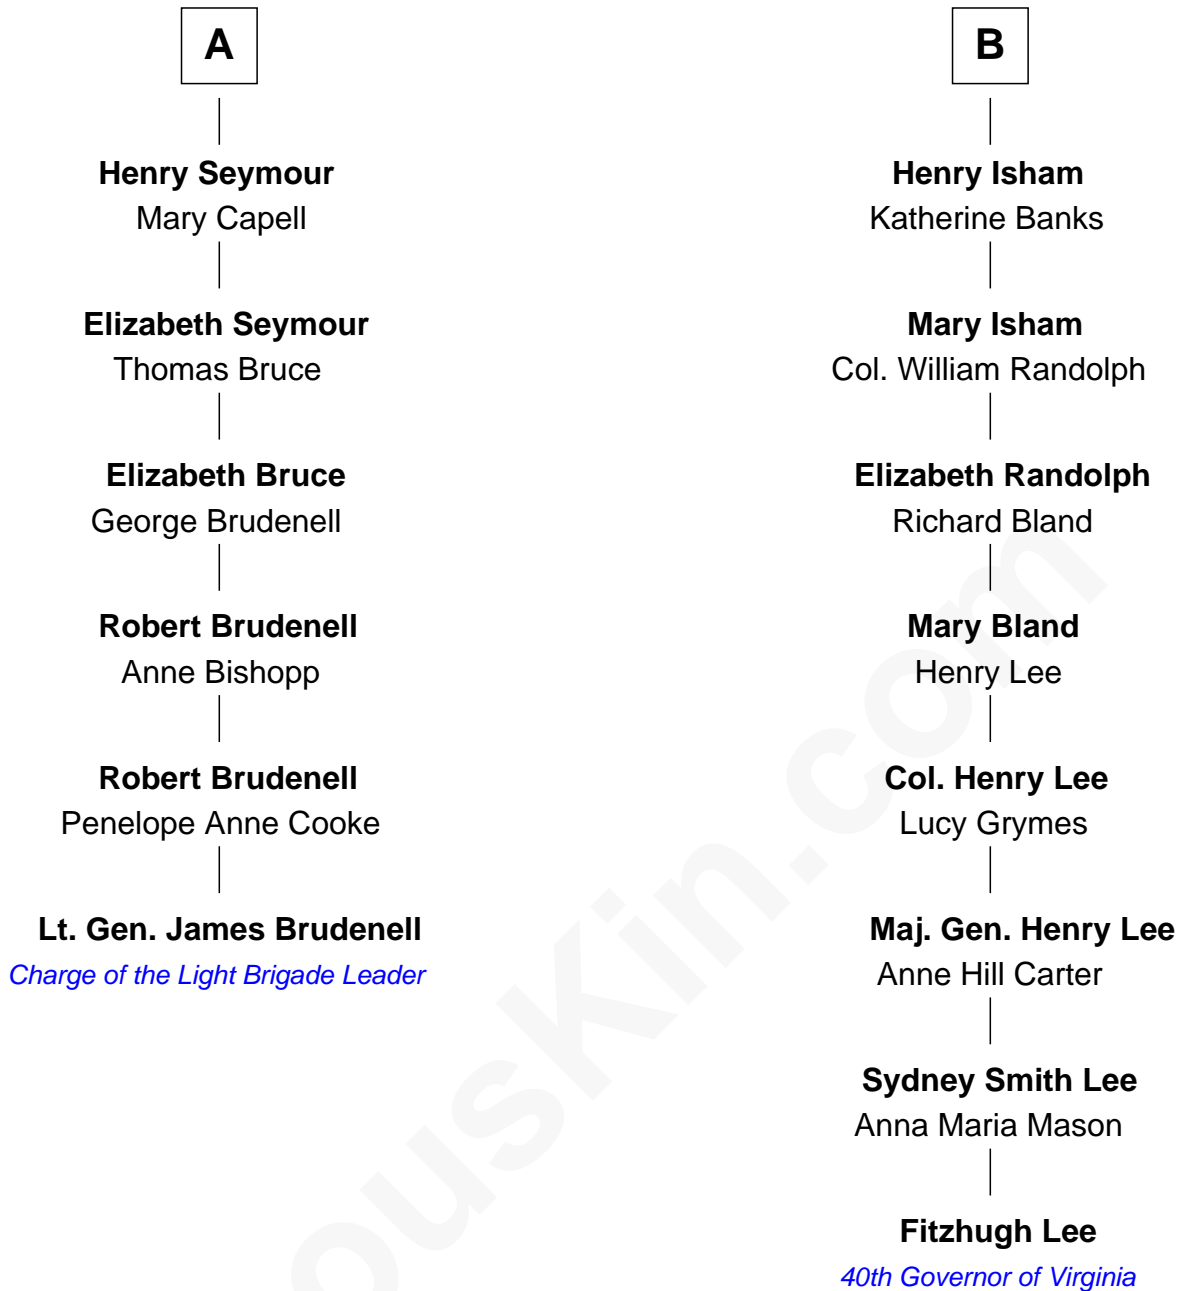 A
Henry Seymour
Mary Capell
Elizabeth Seymour
Thomas Bruce
Elizabeth Bruce
George Brudenell
Robert Brudenell
Anne Bishopp
Robert Brudenell
Penelope Anne Cooke
Lt. Gen. James Brudenell
Charge of the Light Brigade Leader
B
Henry Isham
Katherine Banks
Mary Isham
Col. William Randolph
Elizabeth Randolph
Richard Bland
Mary Bland
Henry Lee
Col. Henry Lee
Lucy Grymes
Maj. Gen. Henry Lee
Anne Hill Carter
Sydney Smith Lee
Anna Maria Mason
Fitzhugh Lee
40th Governor of Virginia
ousKin.com